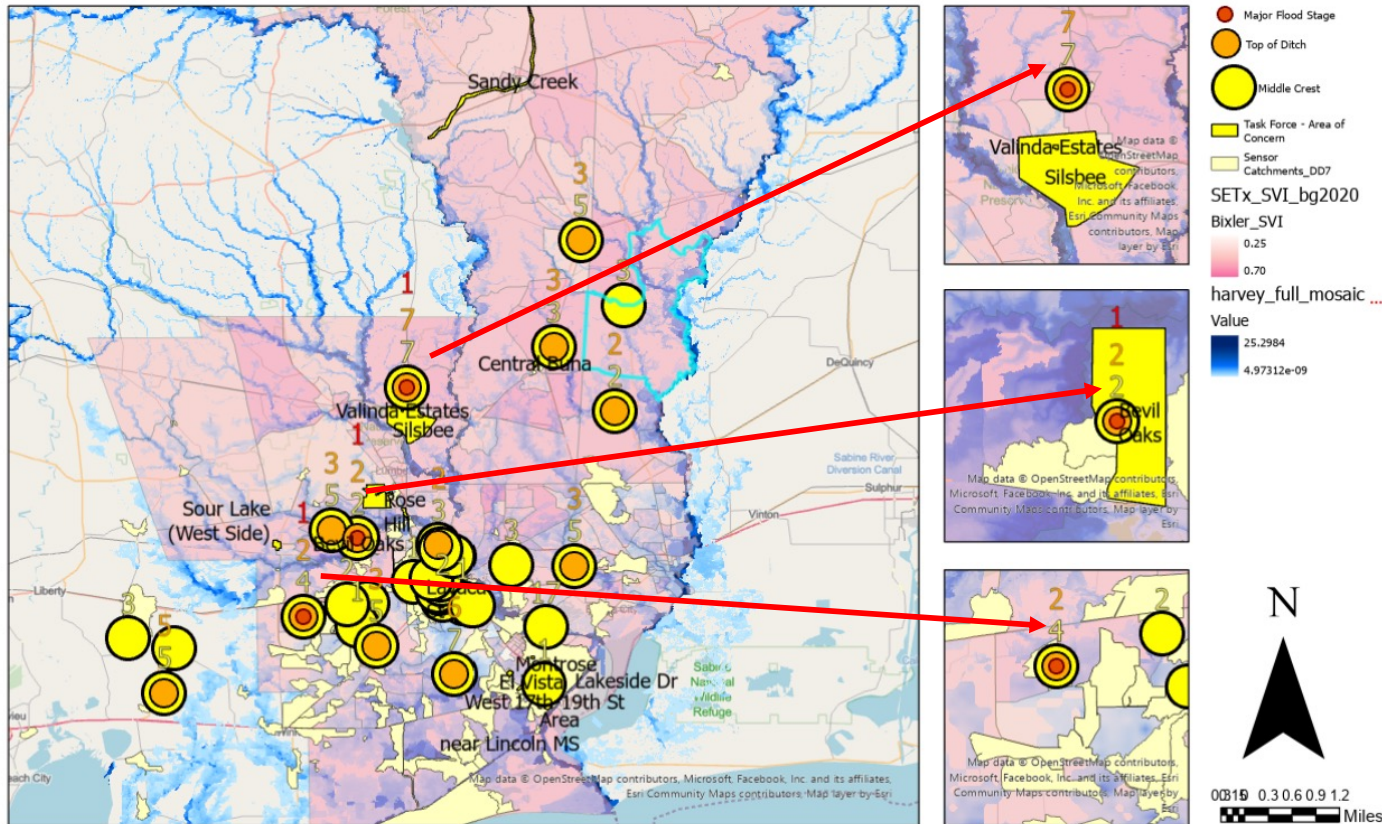 Sandy Creek
3
5
3
3
3
2
2
1
7
7
Central Buna
DeQuincy
Valinda Estates
Silsbee
1
2
2
3
5
Sour Lake
(West Side)
Rose
Hill
Bevil Oaks
1
2
4
2
3
3
3
5
Sabine River
Diversion Canal
Sulphur
Vinton
Liberty
3
5
5
3
5
6
7
17
1
Montrose
El Vista
Lakeside Dr
West 17th-19th St
Area
near Lincoln MS
Wildlife
Refuge
each City
Map data © OpenStreetMap contributors, Microsoft, Facebook, Inc. and its affiliates,
Esri Community Maps contributors, Map layer by Esri
7
7
Valinda Estates
Silsbee
Map data ©
OpenStreetMap
contributors,
Microsoft, Facebook,
Inc. and its affiliates,
Esri Community Maps
contributors, Map
layer by Esri
1
2
2
Bevil
Oaks
Map data © OpenStreetMap contributors,
Microsoft, Facebook, Inc. and its affiliates, Esri
Community Maps contributors, Map layer by
Esri
2
4
7
2
Map data © OpenStreetMap contributors,
Microsoft, Facebook, Inc. and its affiliates, Esri
Community Maps contributors, Map layer by
Esri
Major Flood Stage
Top of Ditch
Middle Crest
Task Force - Area of
Concern
Sensor
Catchments_DD7
SETx_SVI_bg2020
Bixler_SVI
0.25
0.70
harvey_full_mosaic ...
Value
25.2984
4.97312e-09
N
0.3 0.6 0.9 1.2
Miles